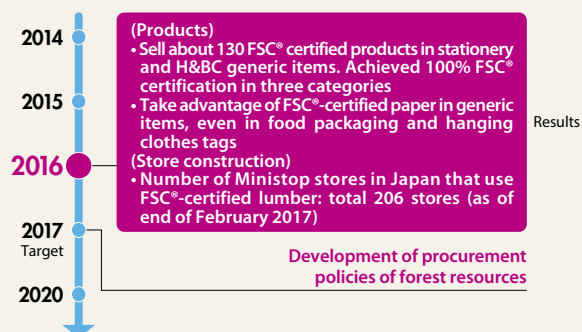 2014
2015
2016
2017
Target
2020
(Products)
• Sell about 130 FSC® certified products in stationery
and H&BC generic items. Achieved 100% FSC®
certification in three categories
• Take advantage of FSC®-certified paper in generic
items, even in food packaging and hanging
clothes tags
(Store construction)
• Number of Ministop stores in Japan that use
FSC®-certified lumber: total 206 stores (as of
end of February 2017)
Results
Development of procurement
policies of forest resources